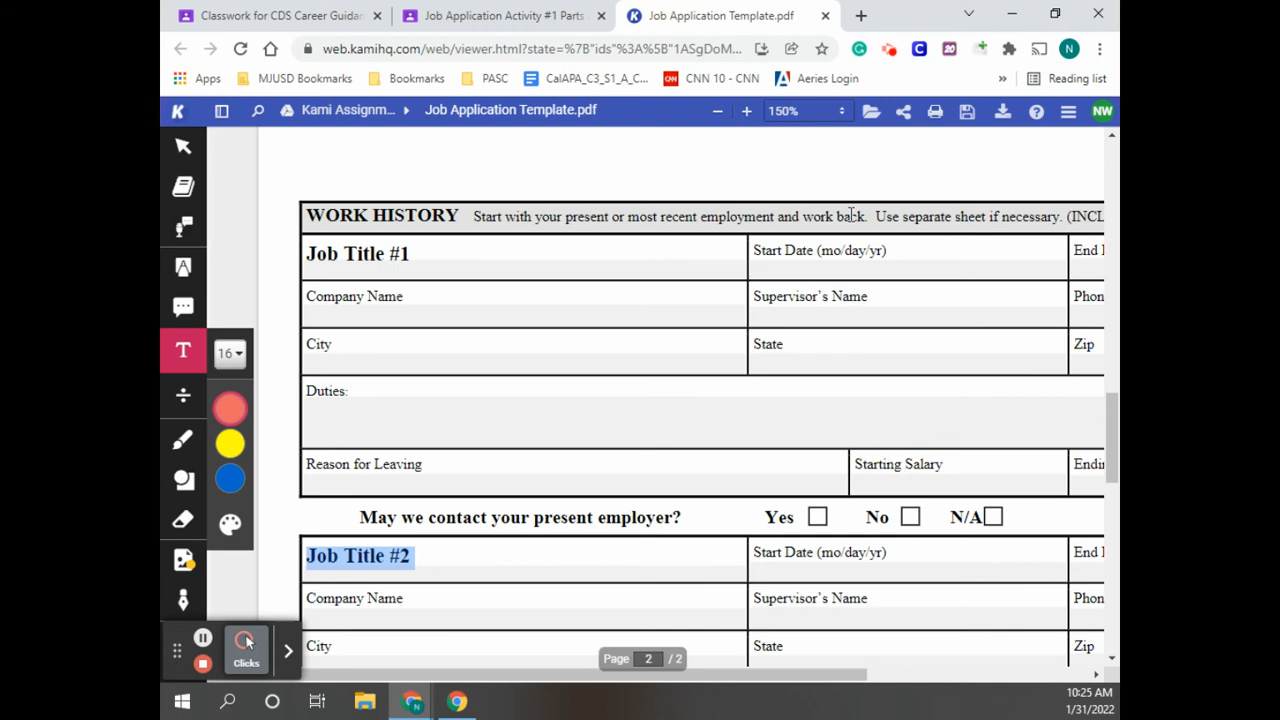 Classwork for CDS Career Guidan
Job Application Activity #1 Parts
Job Application Template.pdf
web.kamihq.com/web/viewer.html?state=%7B"ids"%3A%5B"1ASgDoM...
N
Apps
MJUSD Bookmarks
Bookmarks
PASC
CalAPA_C3_S1_A_C...
CNN 10 - CNN
Aeries Login
»
Reading list
K
Kami Assignm...
Job Application Template.pdf
150%
NW
WORK HISTORY Start with your present or most recent employment and work back. Use separate sheet if necessary. (INCL
Job Title #1
Start Date (mo/day/yr)
End
Company Name
Supervisor's Name
Phon
City
State
Zip
Duties:
Reason for Leaving
Starting Salary
Endi
May we contact your present employer? Yes No N/A
Job Title #2
Start Date (mo/day/yr)
End
Company Name
Supervisor's Name
Phon
City
State
Zip
T
16
Clicks
Page 2 / 2
10:25 AM
1/31/2022